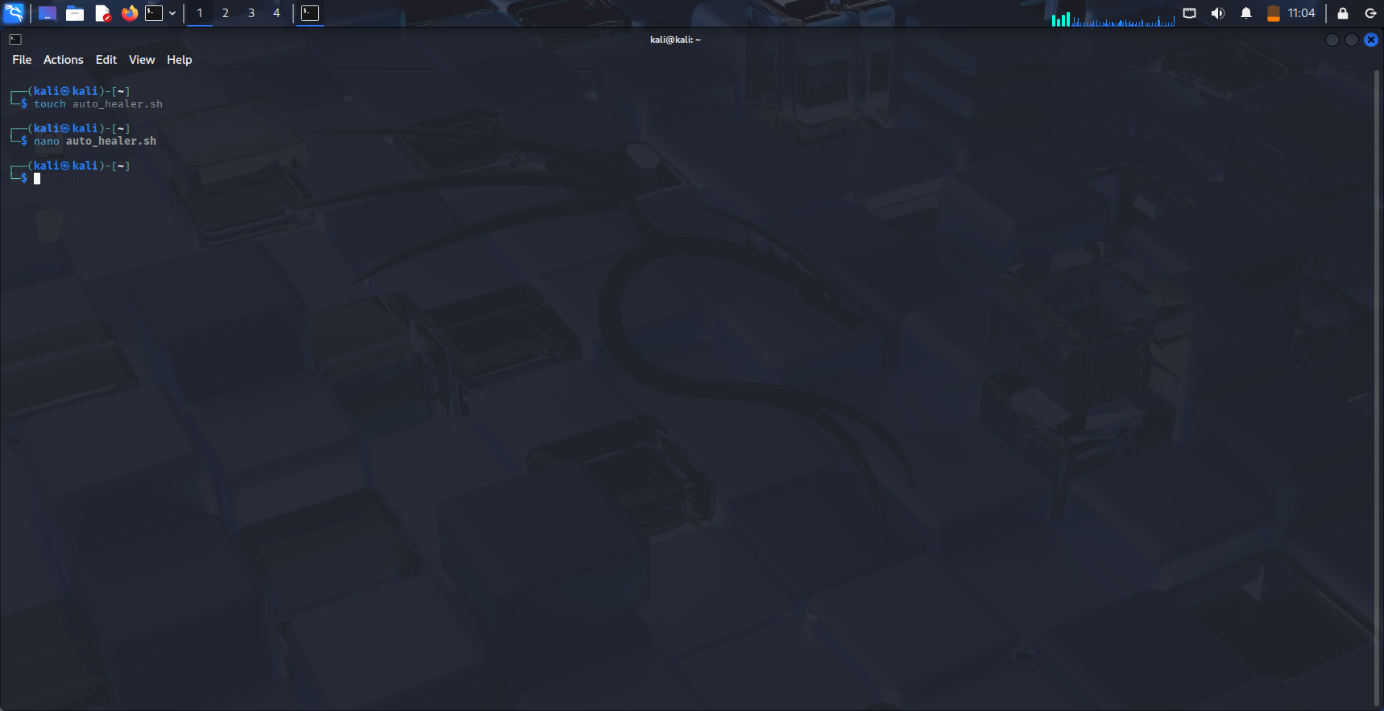 1 2 3 4 11:04
kali@kali: ~
File Actions Edit View Help
┌──(kali㉿kali)-[~]
└─$ touch auto_healer.sh
┌──(kali㉿kali)-[~]
└─$ nano auto_healer.sh
┌──(kali㉿kali)-[~]
└─$
Trash